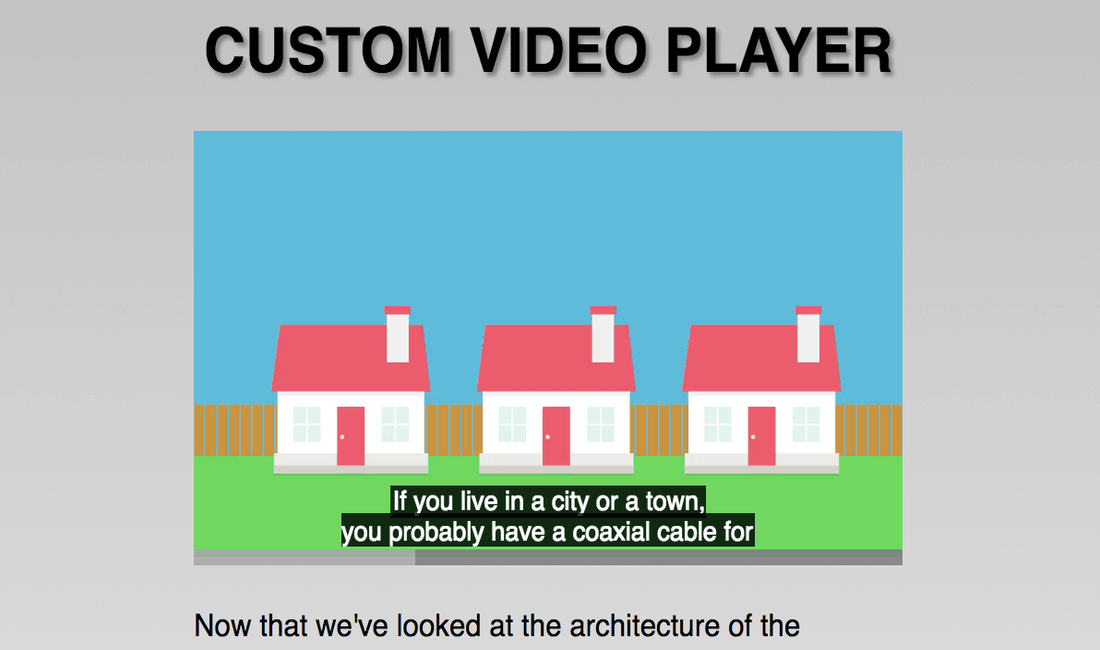 CUSTOM VIDEO PLAYER
If you live in a city or a town,
you probably have a coaxial cable for
Now that we've looked at the architecture of the